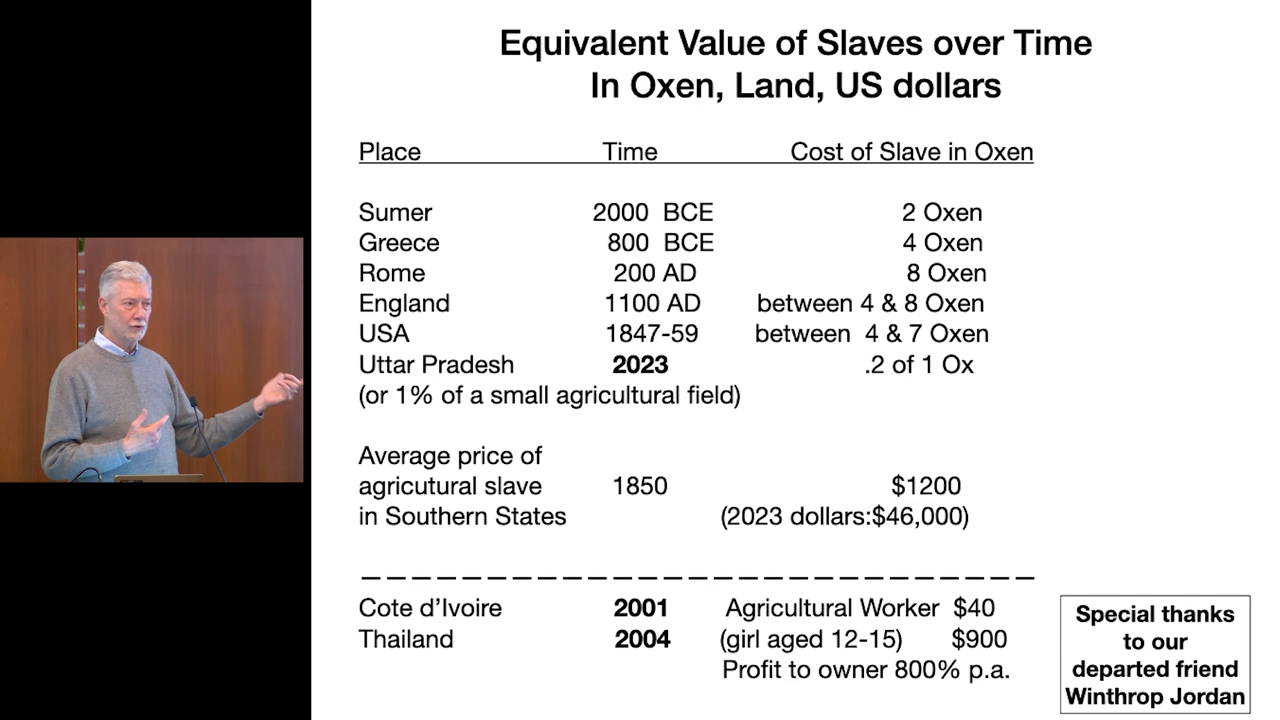 Equivalent Value of Slaves over Time
In Oxen, Land, US dollars
Place Time Cost of Slave in Oxen
Sumer 2000 BCE 2 Oxen
Greece 800 BCE 4 Oxen
Rome 200 AD 8 Oxen
England 1100 AD between 4 & 8 Oxen
USA 1847-59 between 4 & 7 Oxen
Uttar Pradesh 2023 .2 of 1 Ox
(or 1% of a small agricultural field)
Average price of
agricutural slave 1850 $1200
in Southern States (2023 dollars:$46,000)
Cote d’Ivoire 2001 Agricultural Worker $40
Thailand 2004 (girl aged 12-15) $900
Profit to owner 800% p.a.
Special thanks
to our
departed friend
Winthrop Jordan